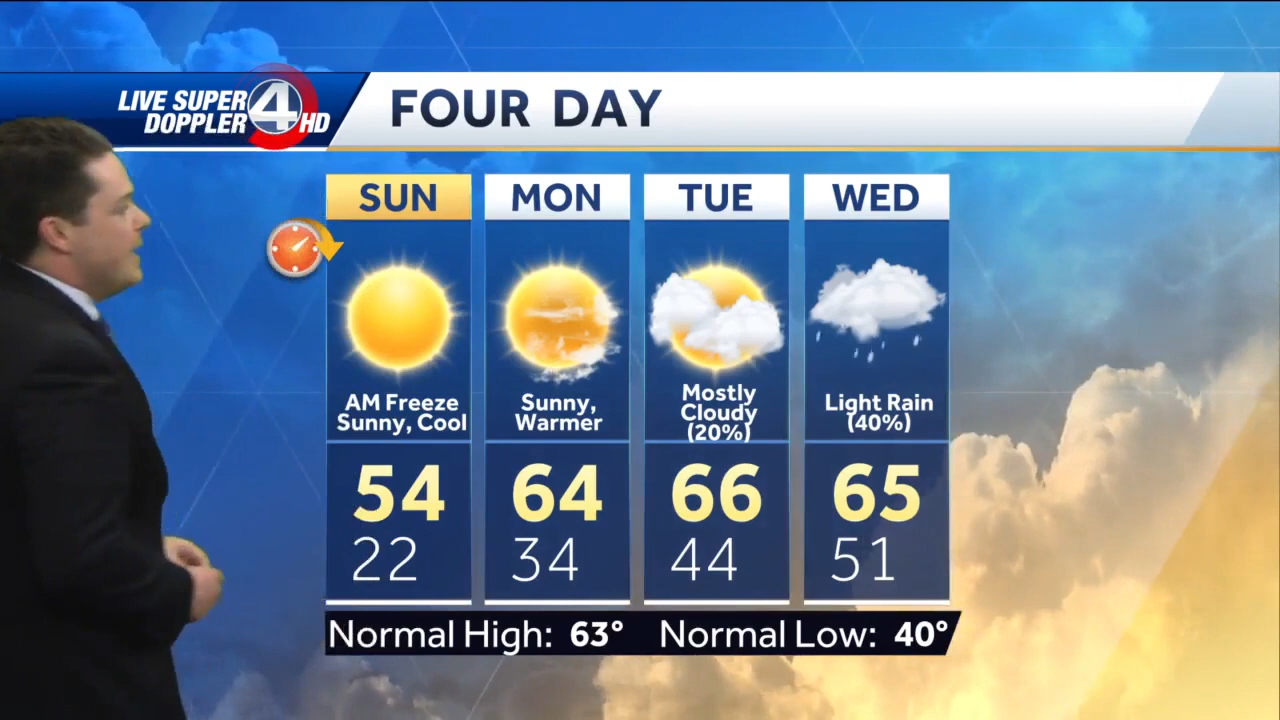 LIVE SUPER
DOPPLER 4 HD
FOUR DAY
SUN MON TUE WED
AM Freeze
Sunny, Cool
Sunny,
Warmer
Mostly
Cloudy
(20%)
Light Rain
(40%)
54 64 66 65
22 34 44 51
Normal High: 63° Normal Low: 40°